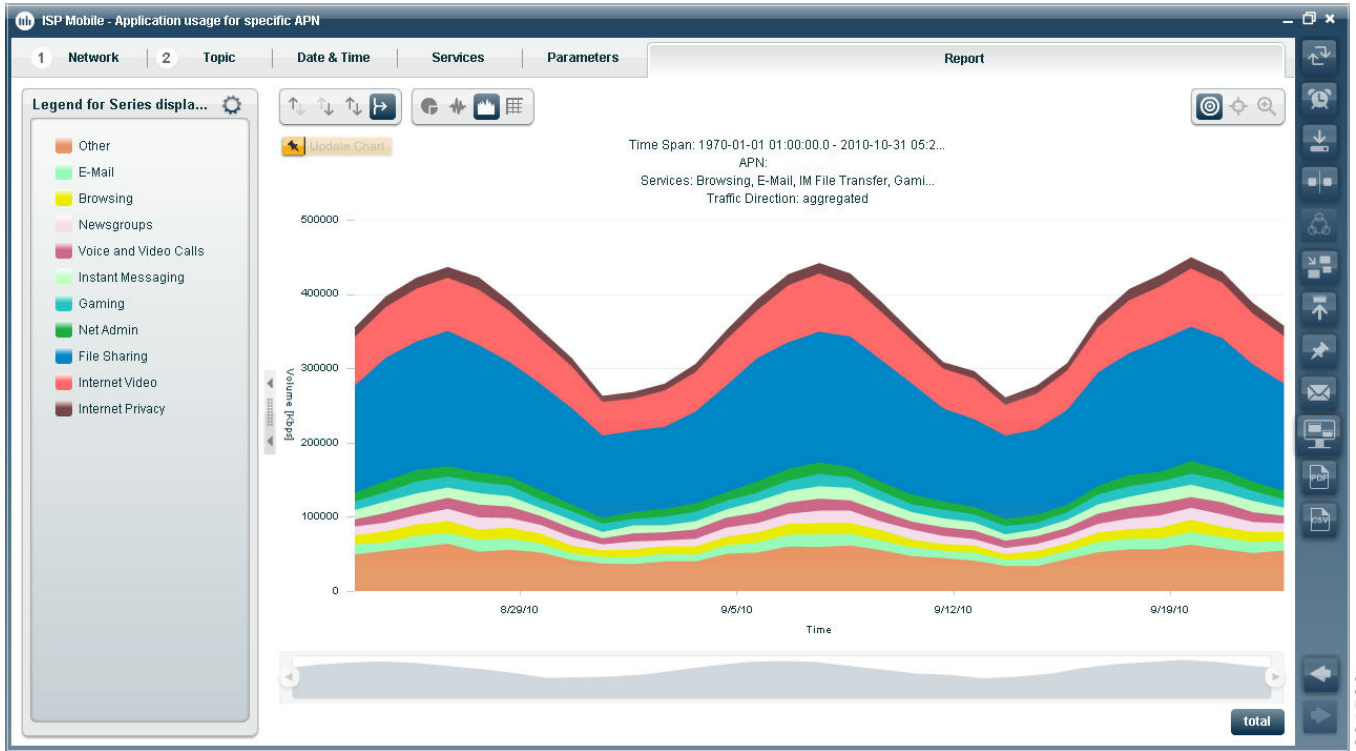 ISP Mobile - Application usage for specific APN
1 Network 2 Topic Date & Time Services Parameters Report
Legend for Series displa...
Other
E-Mail
Browsing
Newsgroups
Voice and Video Calls
Instant Messaging
Gaming
Net Admin
File Sharing
Internet Video
Internet Privacy
Update Chart
Time Span: 1970-01-01 01:00:00.0 - 2010-10-31 05:2...
APN:
Services: Browsing, E-Mail, IM File Transfer, Gami...
Traffic Direction: aggregated
500000
400000
300000
200000
100000
0
Volume [Kbps]
8/29/10 9/5/10 9/12/10 9/19/10
Time
PDF
CSV
total